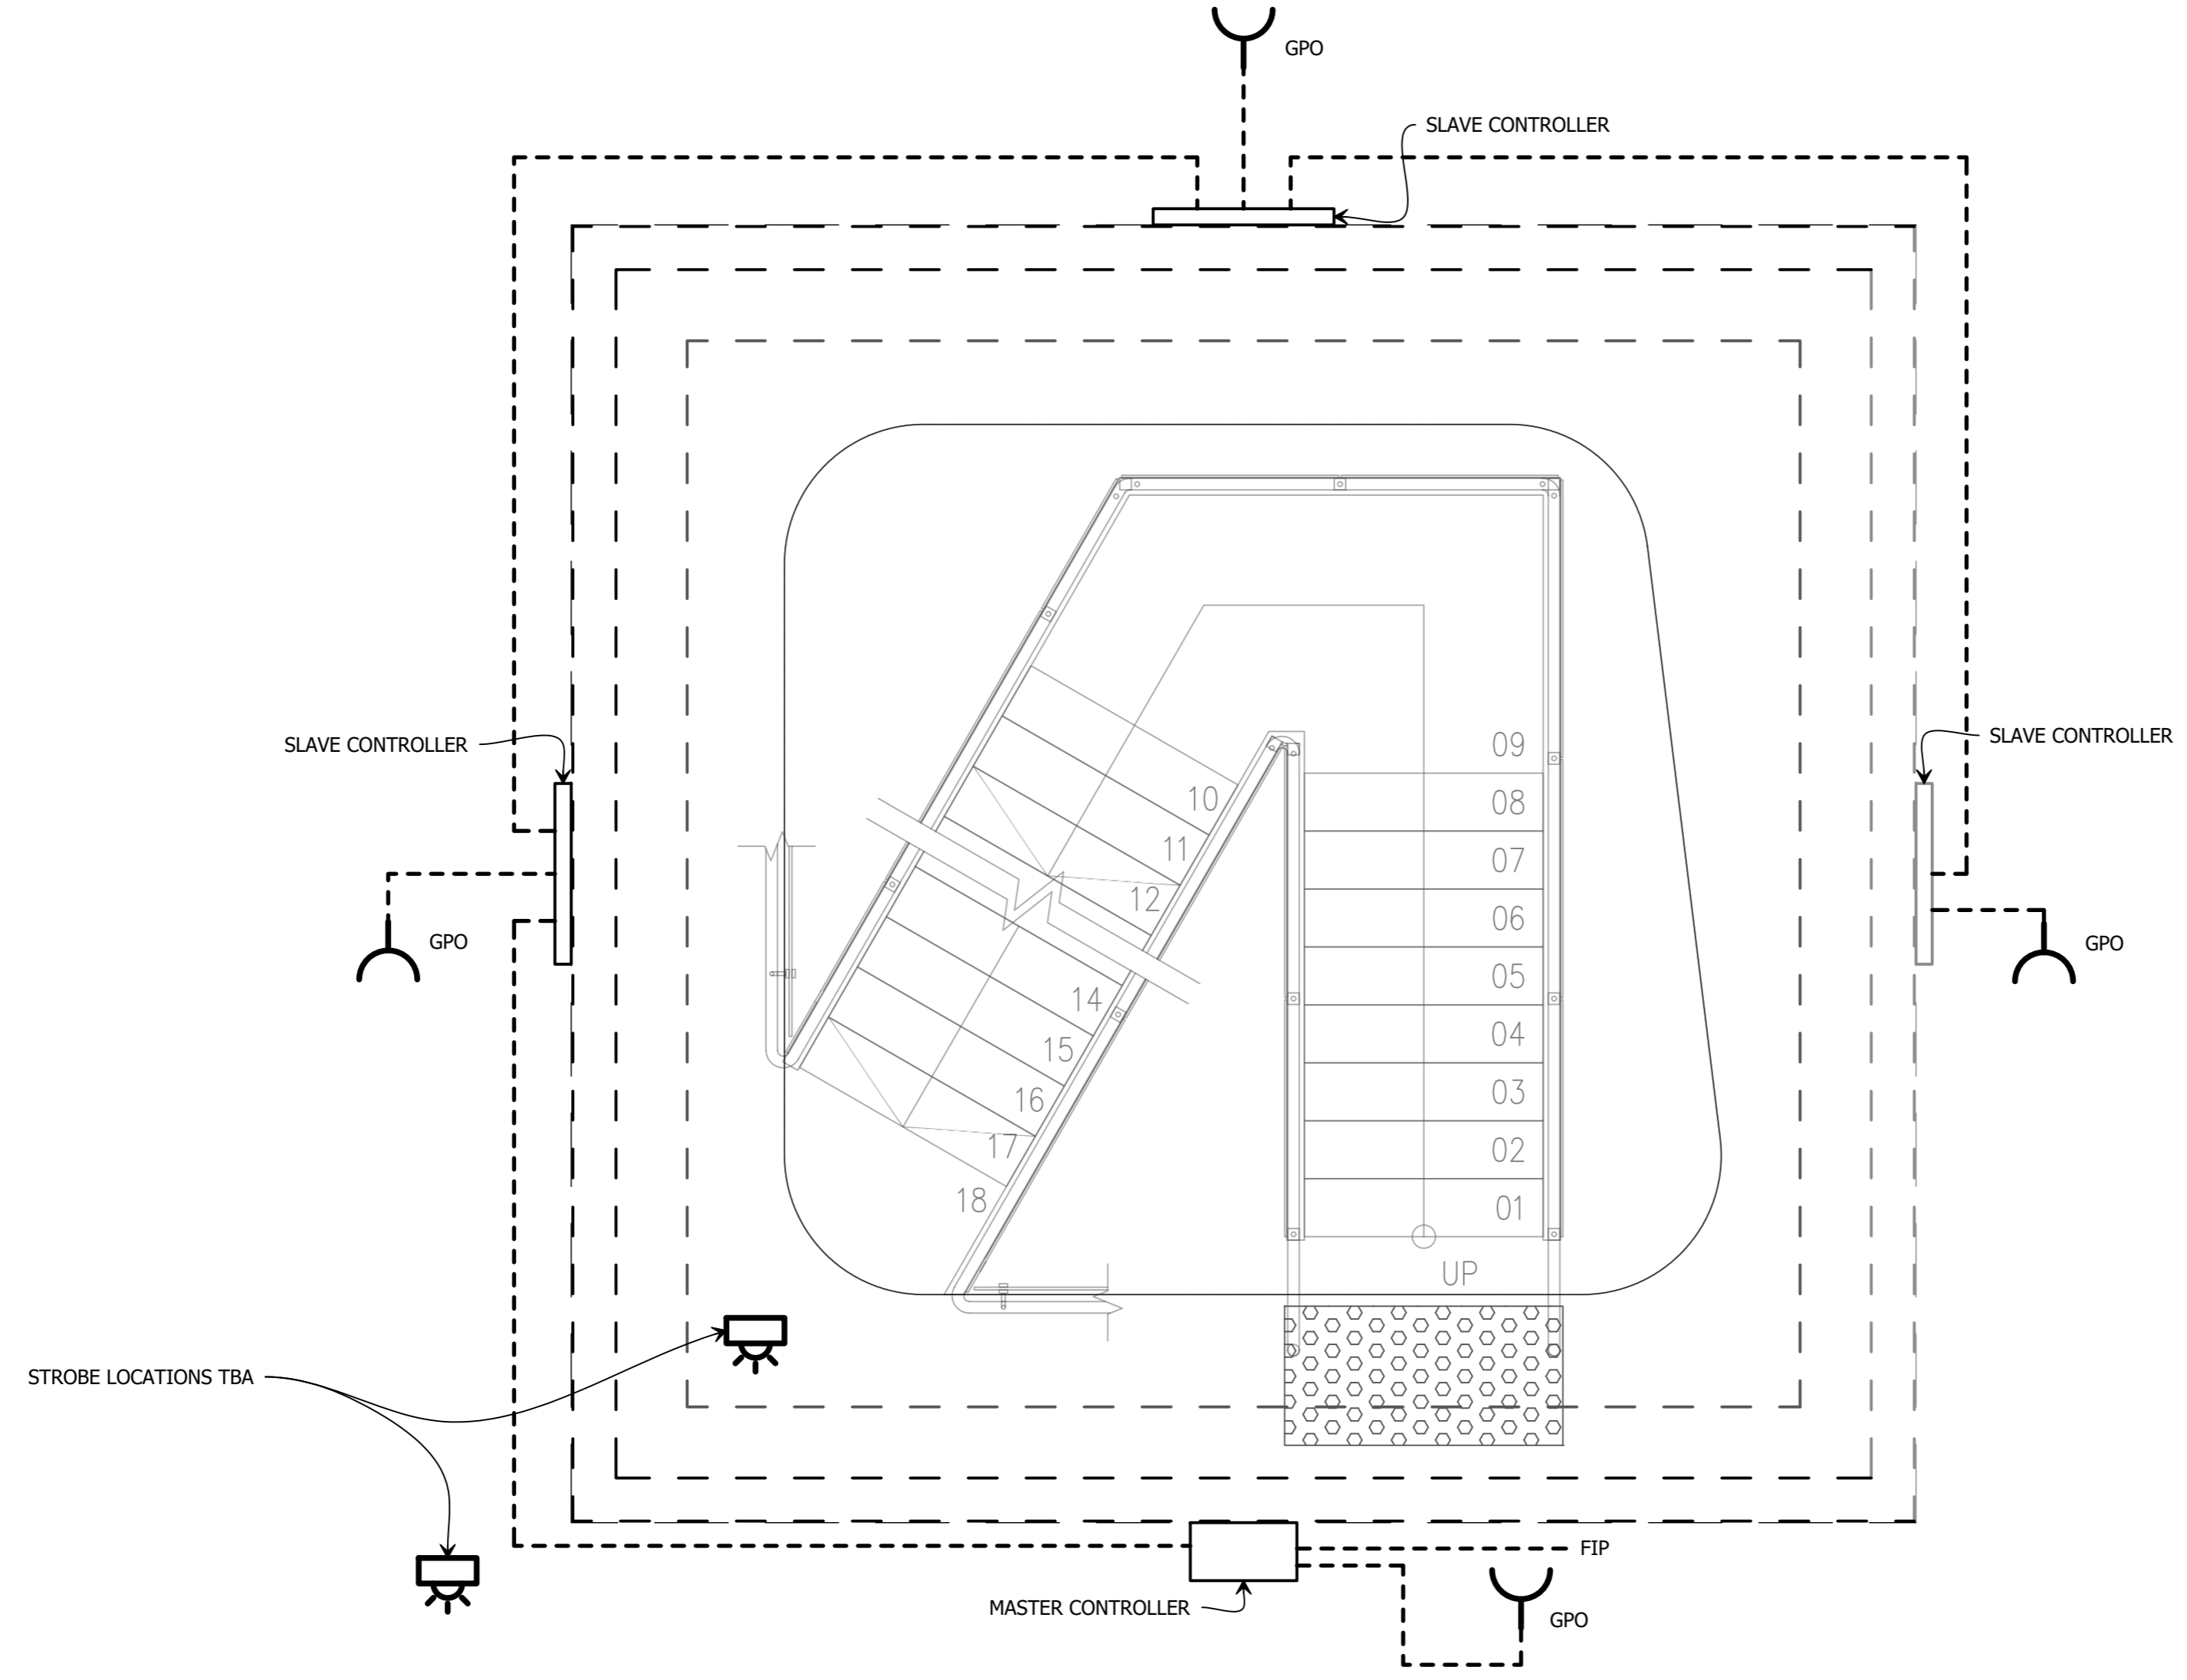 GPO
SLAVE CONTROLLER
SLAVE CONTROLLER
SLAVE CONTROLLER
09
10
08
11
07
12
06
GPO
GPO
05
14
04
15
03
16
02
17
18
01
UP
STROBE LOCATIONS TBA
FIP
MASTER CONTROLLER
GPO